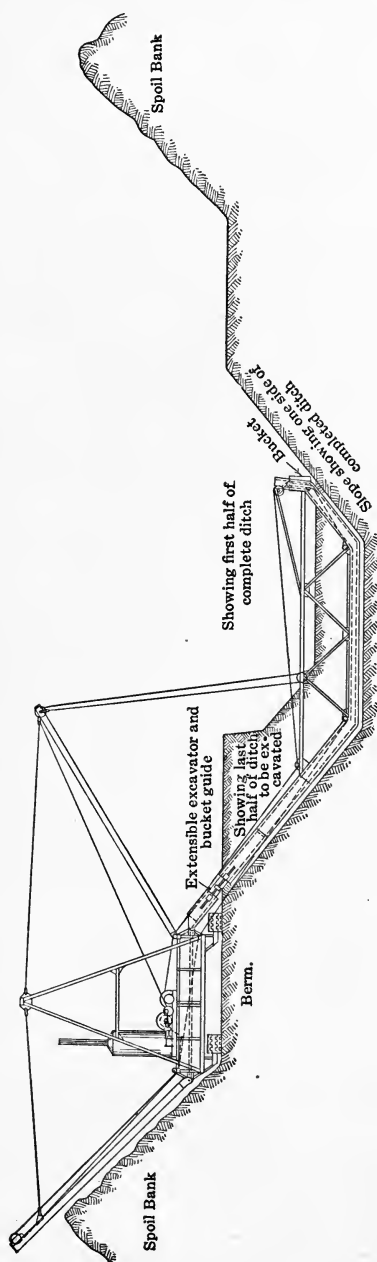 Spoil Bank
Berm.
Extensible excavator and
bucket guide
Showing last
half of ditch
to be ex-
cavated
Showing first half of
complete ditch
Bucket
Slope showing one side of
completed ditch
Spoil Bank